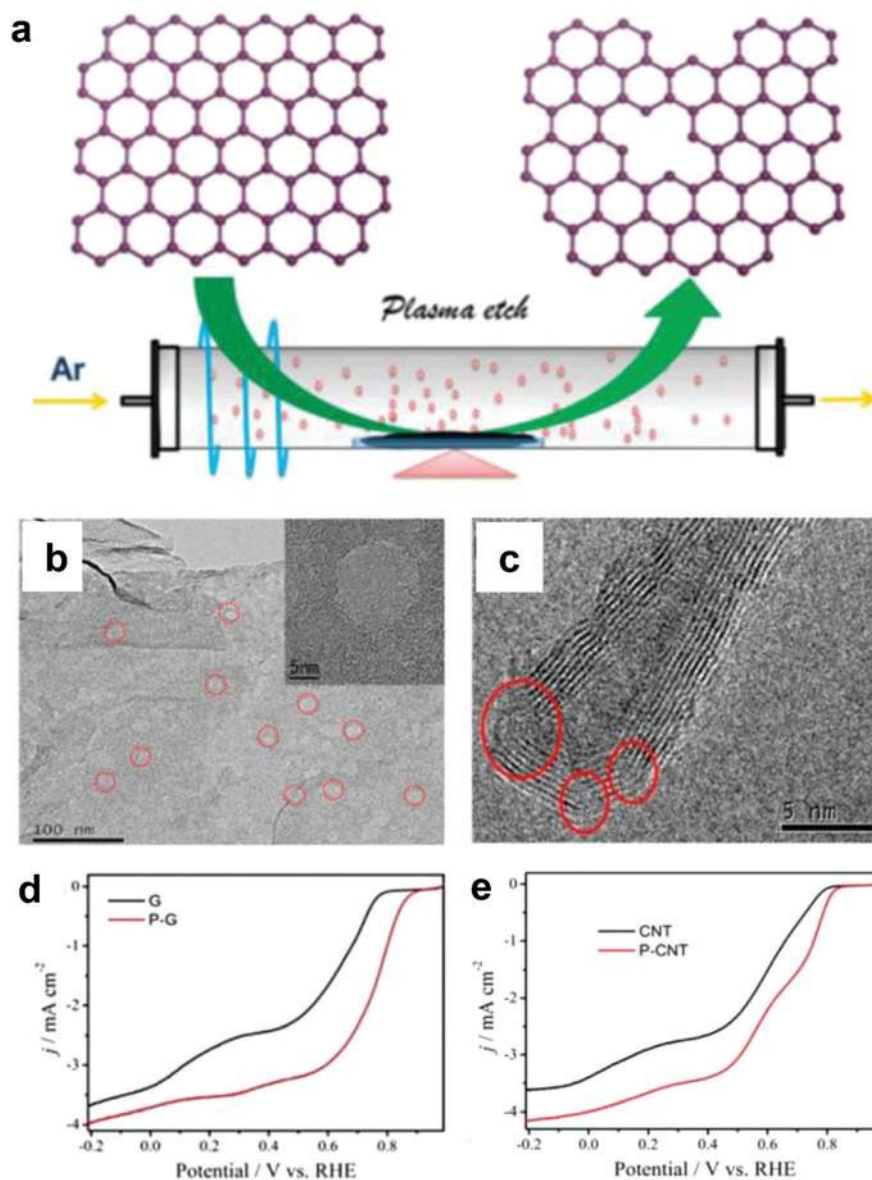 a
Plasma etch
Ar
b
5nm
100 nm
c
5 nm
d
G
P-G
0
-1
-2
-3
-4
j / mA cm⁻²
-0.2 0.0 0.2 0.4 0.6 0.8
Potential / V vs. RHE
e
CNT
P-CNT
0
-1
-2
-3
-4
j / mA cm⁻²
-0.2 0.0 0.2 0.4 0.6 0.8
Potential / V vs. RHE